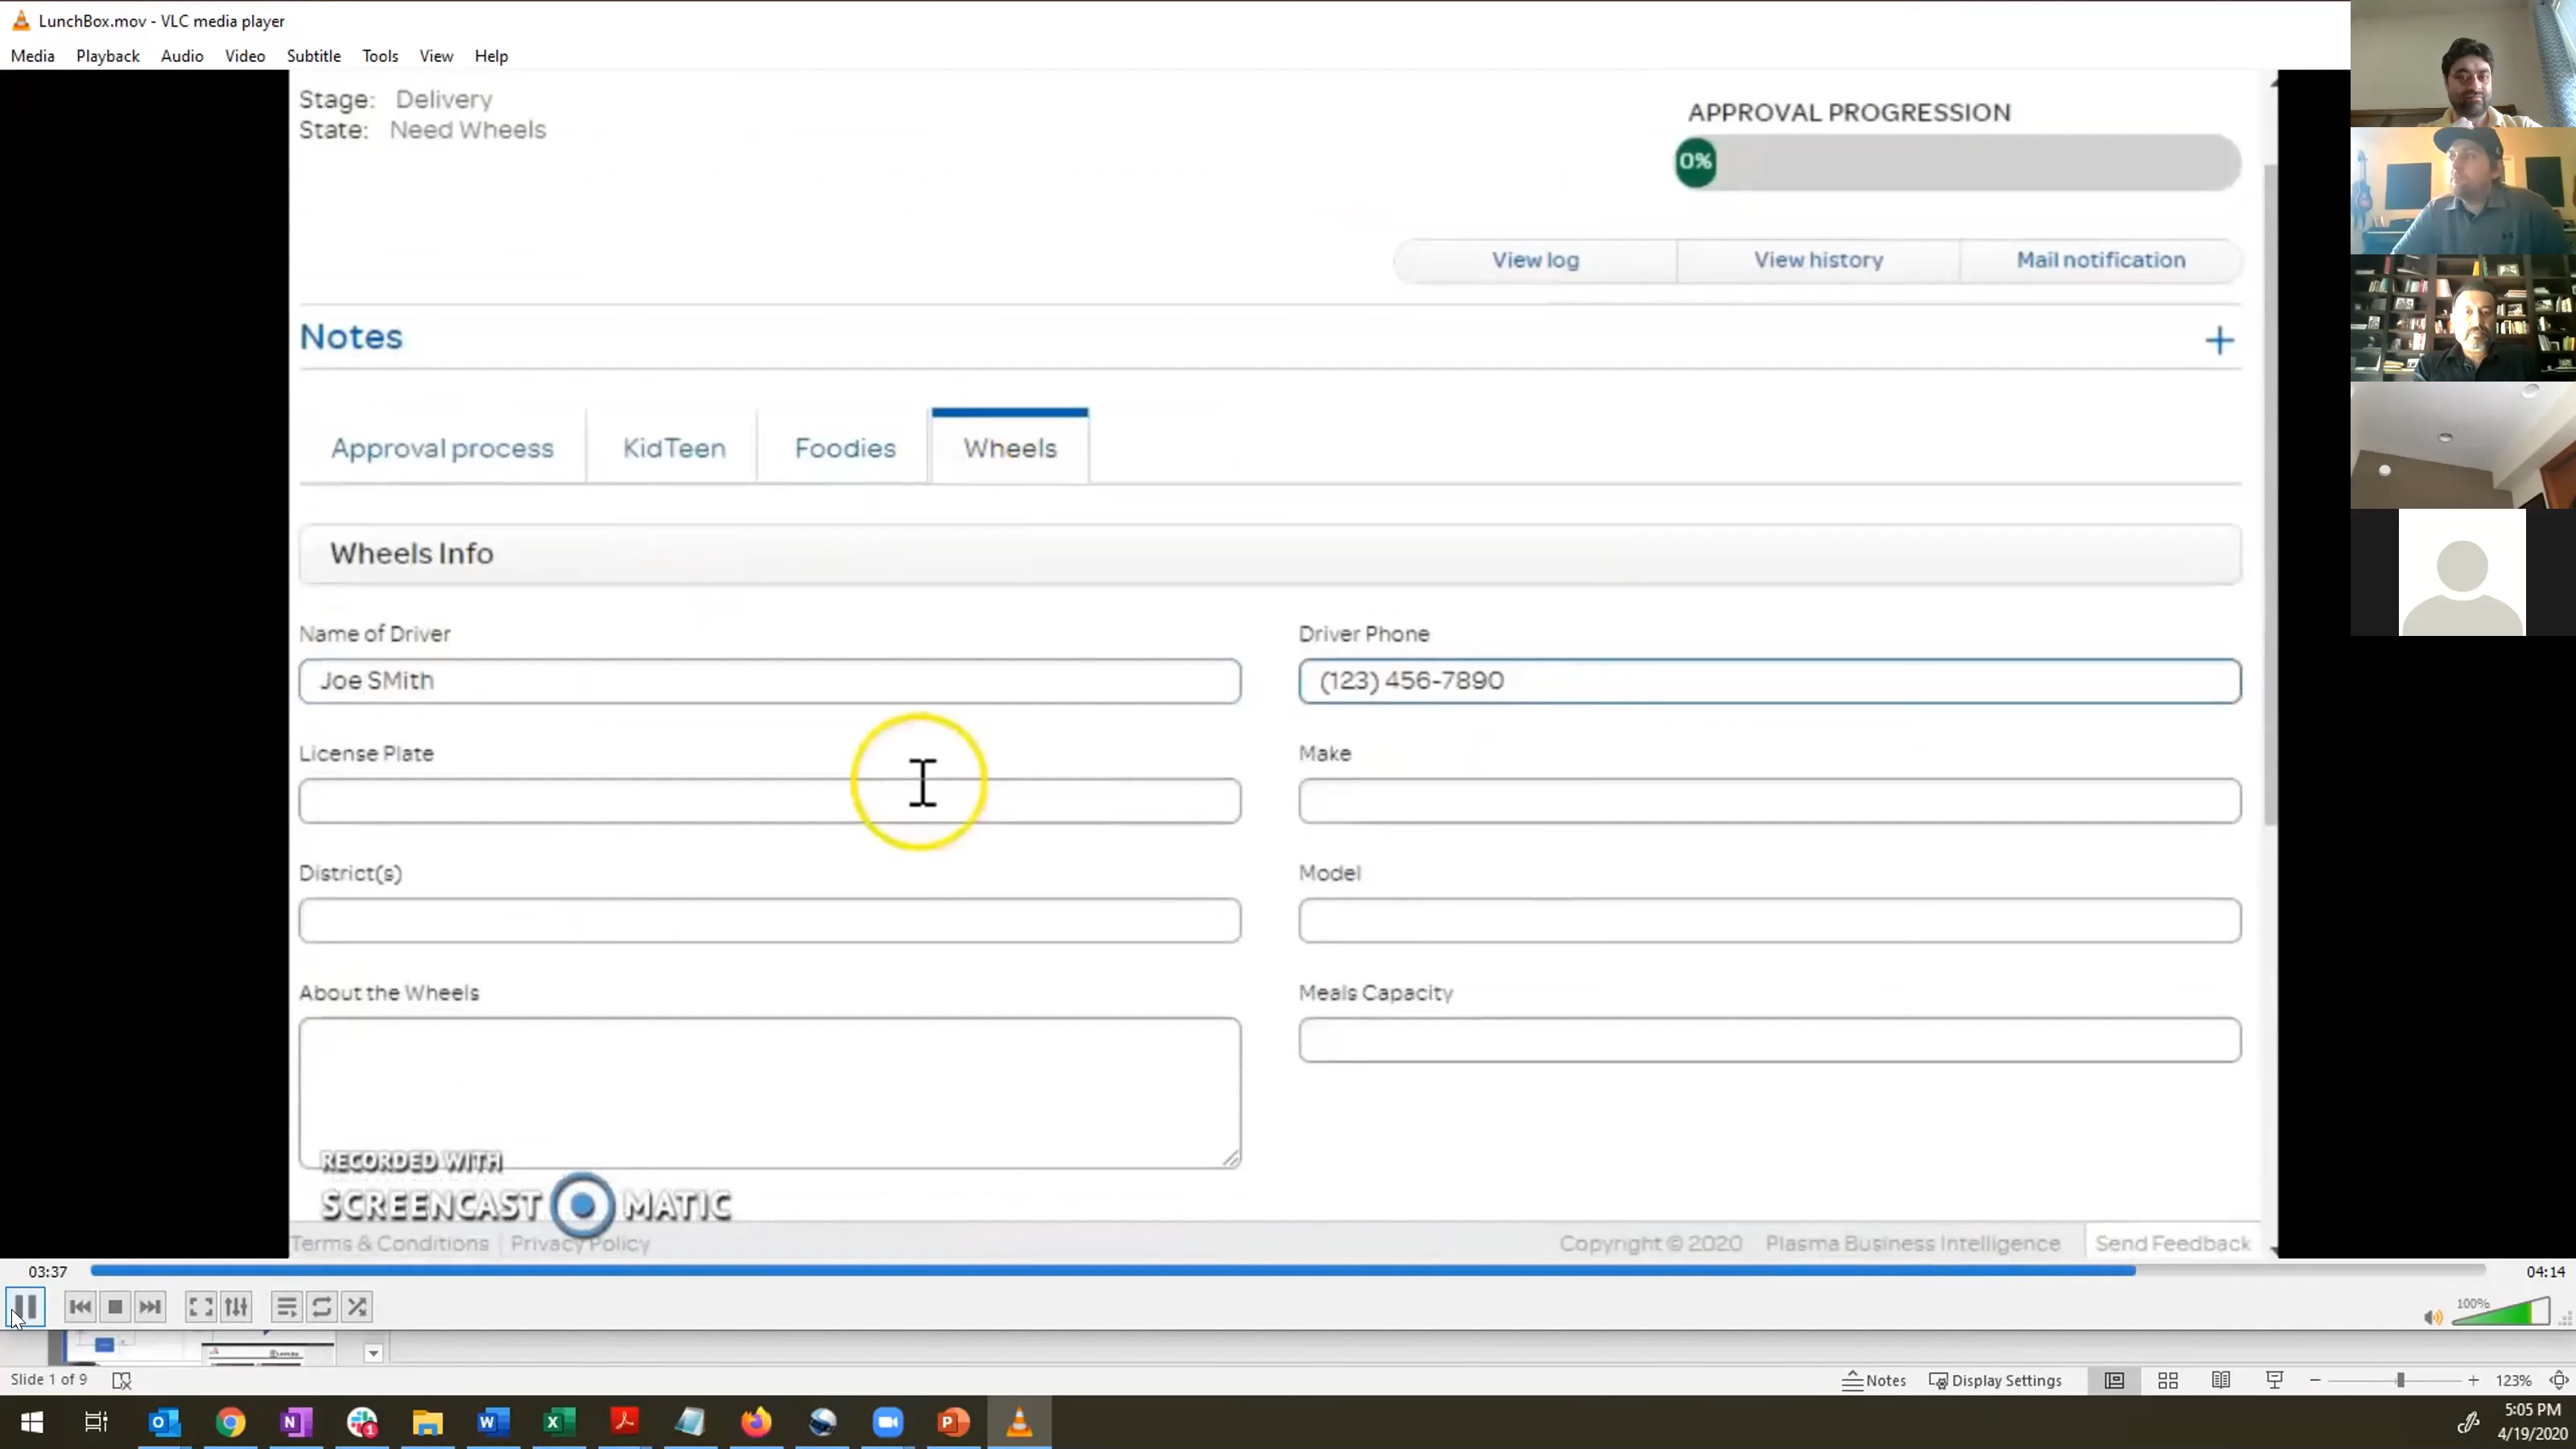 LunchBox.mov - VLC media player
Media Playback Audio Video Subtitle Tools View Help
Stage: Delivery
State: Need Wheels
APPROVAL PROGRESSION
0%
View log View history Mail notification
Notes
Approval process KidTeen Foodies Wheels
Wheels Info
Name of Driver Driver Phone
Joe SMith (123) 456-7890
License Plate Make
District(s) Model
About the Wheels Meals Capacity
RECORDED WITH
SCREENCAST MATIC
Terms & Conditions Privacy Policy Copyright © 2020 Plasma Business Intelligence Send Feedback
03:37 04:14
100%
Slide 1 of 9 Notes Display Settings 123%
5:05 PM
4/19/2020